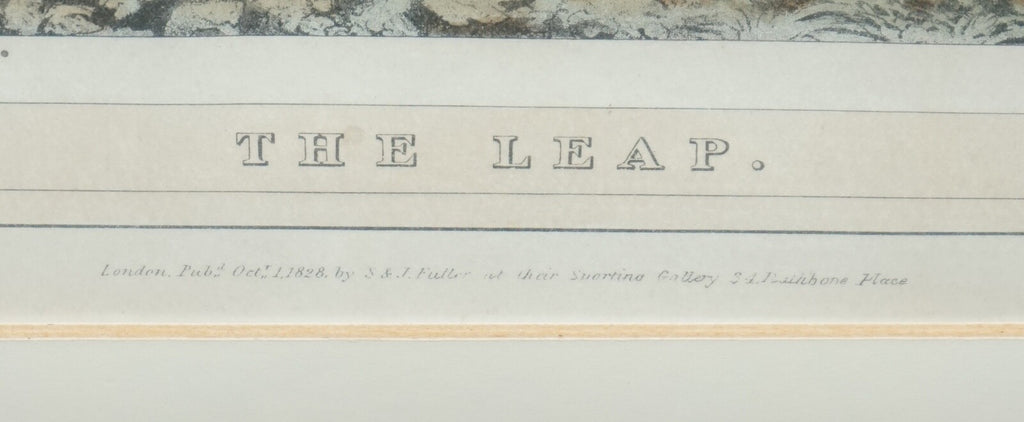 THE LEAP.
London. Pub.d Oct.r 1, 1828. by S & J. Fuller at their Sporting Gallery 34. Rathbone Place